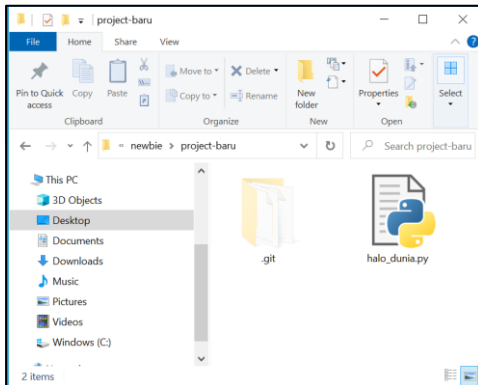 project-baru
File Home Share View
Pin to Quick access
Copy
Paste
Clipboard
Move to
Copy to
Delete
Rename
Organize
New folder
New
Properties
Open
Select
newbie > project-baru
Search project-baru
This PC
3D Objects
Desktop
Documents
Downloads
Music
Pictures
Videos
Windows (C:)
.git
halo_dunia.py
2 items